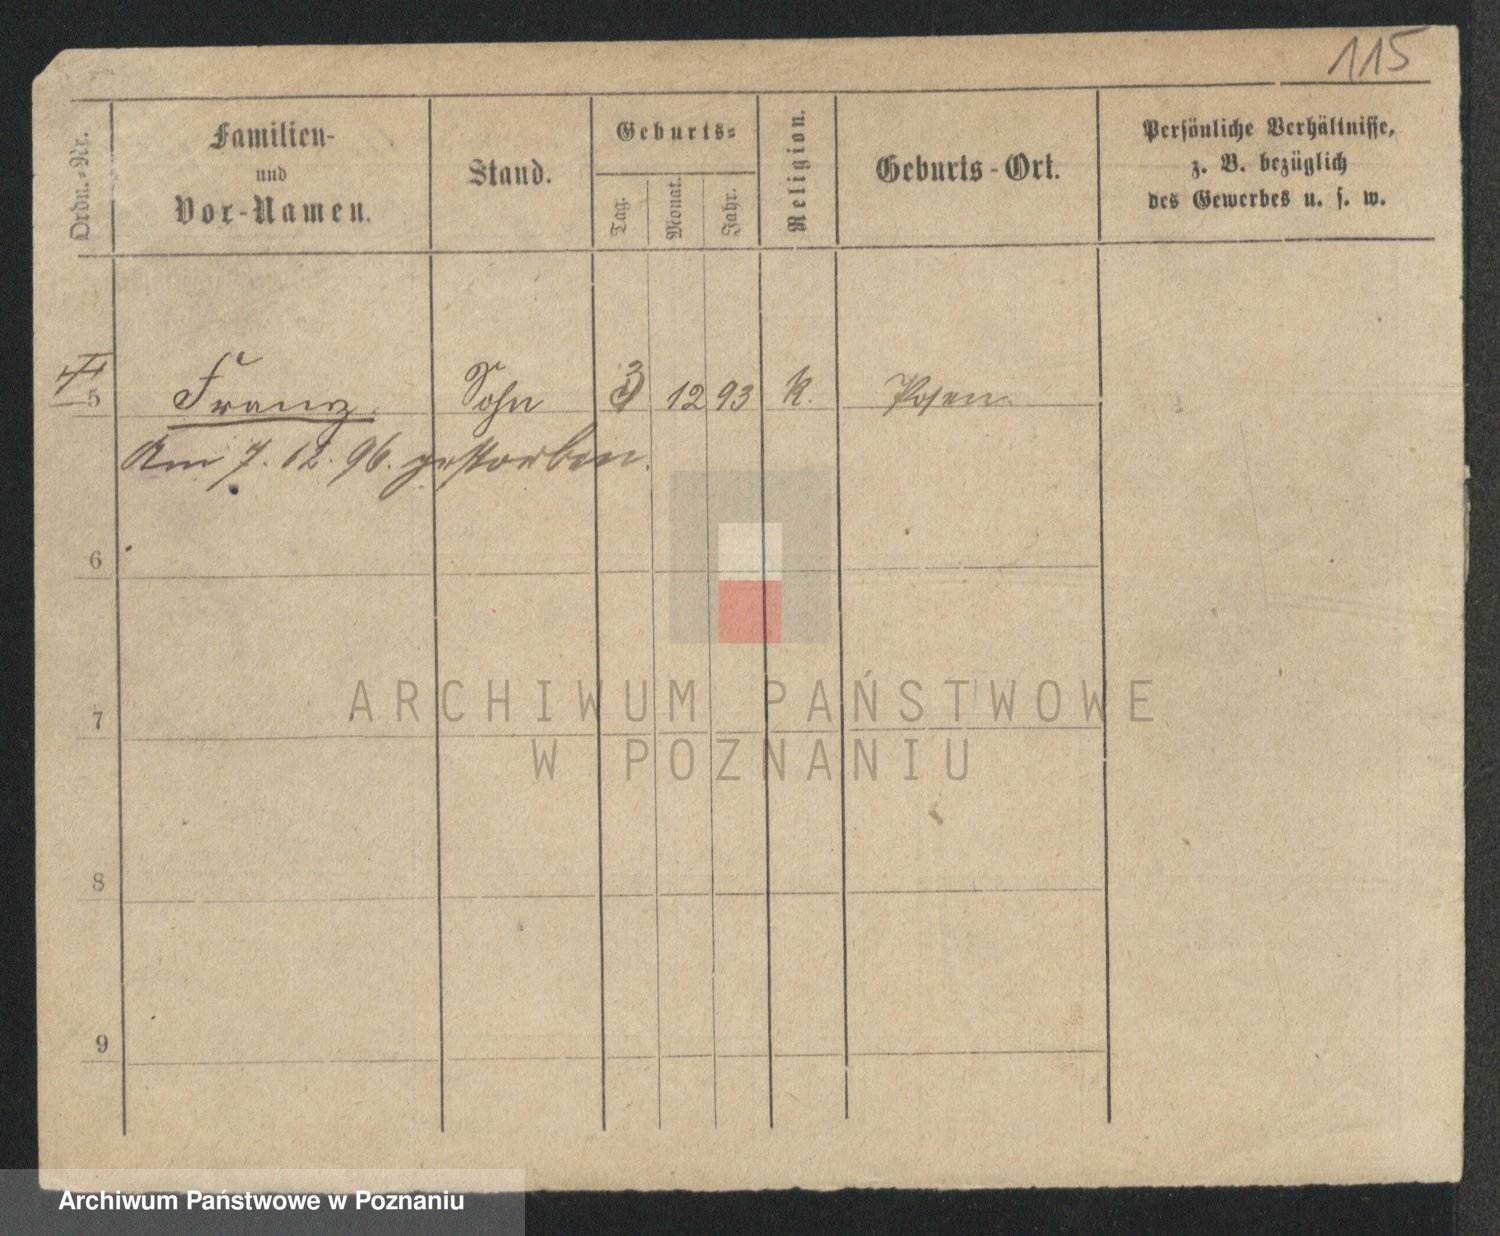 115
Ordn.-Nr.
Familien-
und
Vor-Namen.
Stand.
Geburts-
Tag.
Monat.
Jahr.
Religion.
Geburts-Ort.
Persönliche Verhältnisse,
z. B. bezüglich
des Gewerbes u. s. w.
5 Franz. Sohn 3 12 93 k. Posen.
Am 7. 12. 96. gestorben.
6
7
8
9
ARCHIWUM PAŃSTWOWE
W POZNANIU
Archiwum Państwowe w Poznaniu